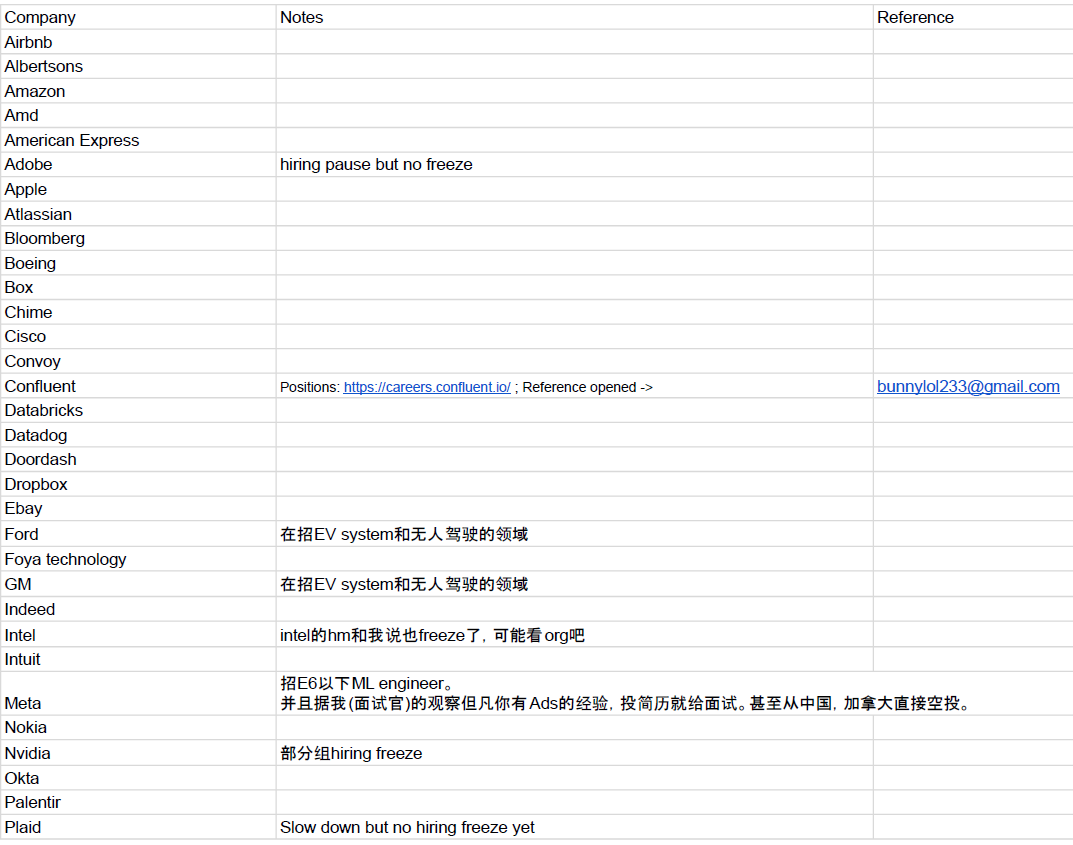 Company Notes Reference
Airbnb
Albertsons
Amazon
Amd
American Express
Adobe hiring pause but no freeze
Apple
Atlassian
Bloomberg
Boeing
Box
Chime
Cisco
Convoy
Confluent Positions: https://careers.confluent.io/ ; Reference opened -> bunnylol233@gmail.com
Databricks
Datadog
Doordash
Dropbox
Ebay
Ford 在招EV system和无人驾驶的领域
Foya technology
GM 在招EV system和无人驾驶的领域
Indeed
Intel intel的hm和我说也freeze了, 可能看org吧
Intuit
招E6以下ML engineer。
Meta 并且据我(面试官)的观察但凡你有Ads的经验, 投简历就给面试。甚至从中国, 加拿大直接空投。
Nokia
Nvidia 部分组hiring freeze
Okta
Palentir
Plaid Slow down but no hiring freeze yet